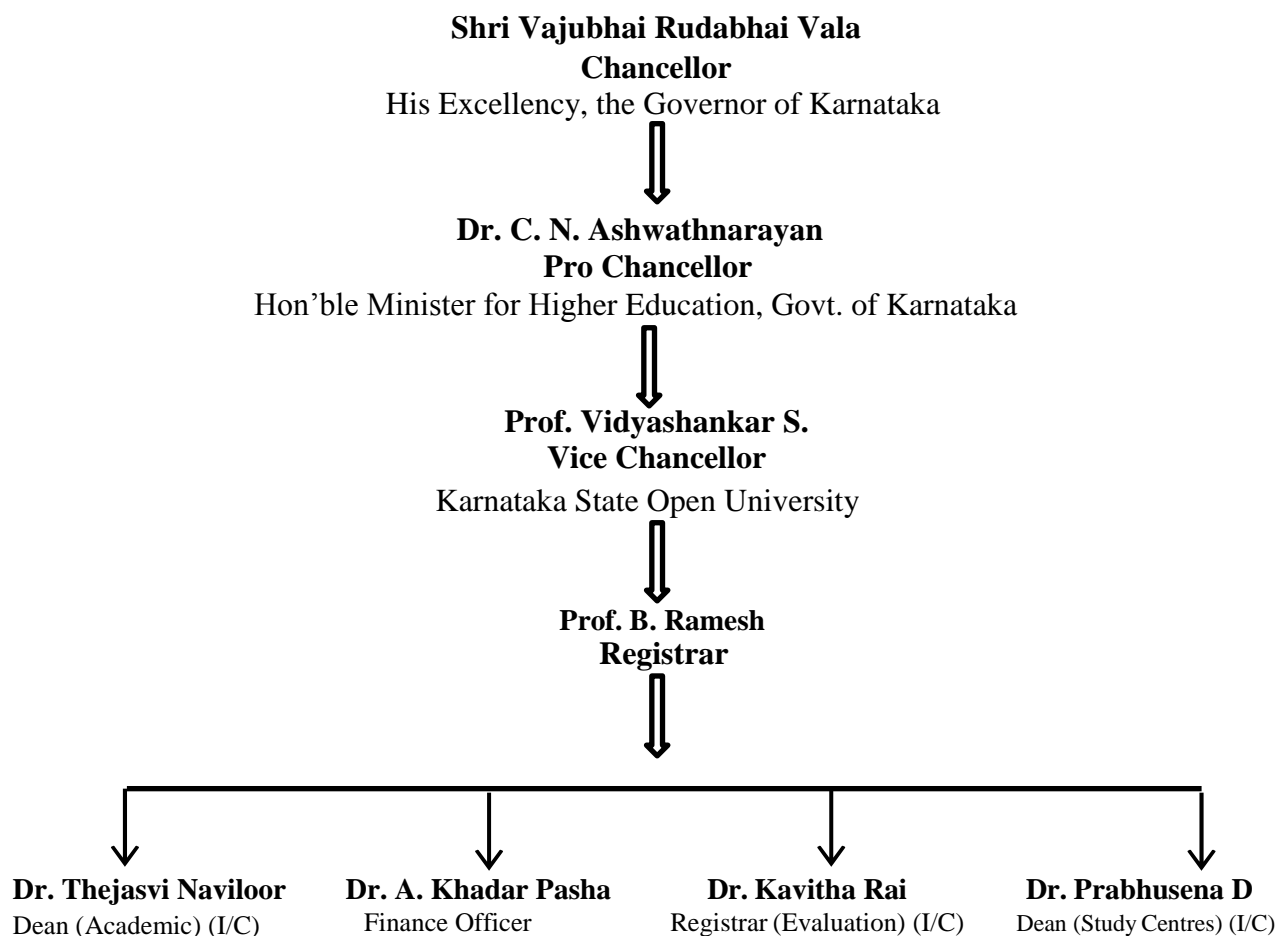 Shri Vajubhai Rudabhai Vala
Chancellor
His Excellency, the Governor of Karnataka
Dr. C. N. Ashwathnarayan
Pro Chancellor
Hon’ble Minister for Higher Education, Govt. of Karnataka
Prof. Vidyashankar S.
Vice Chancellor
Karnataka State Open University
Prof. B. Ramesh
Registrar
Dr. Thejasvi Naviloor
Dean (Academic) (I/C)
Dr. A. Khadar Pasha
Finance Officer
Dr. Kavitha Rai
Registrar (Evaluation) (I/C)
Dr. Prabhusena D
Dean (Study Centres) (I/C)